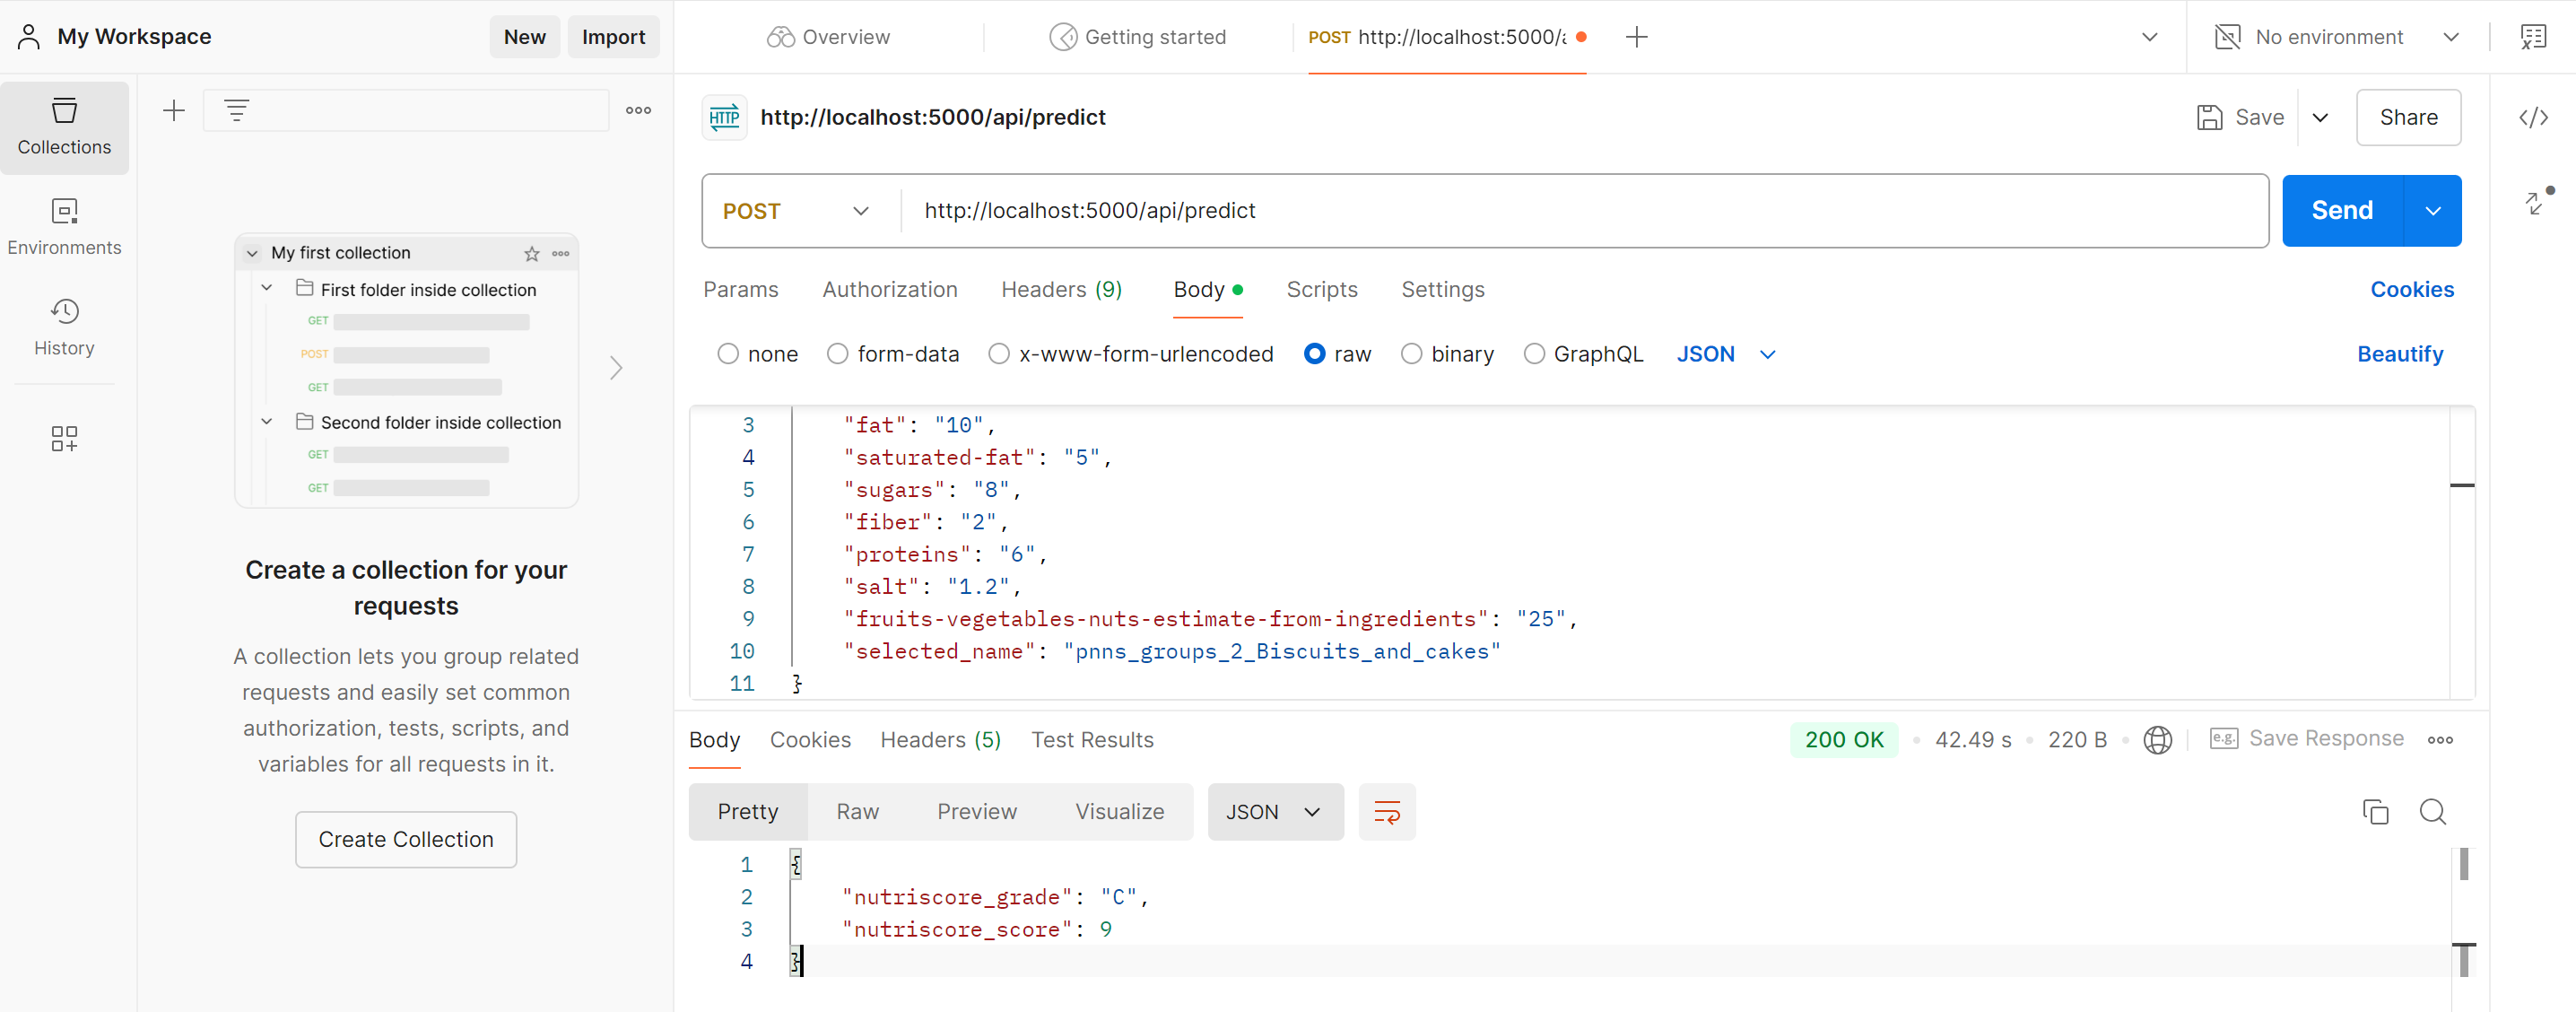 My Workspace
New
Import
Overview
Getting started
POST http://localhost:5000/a
No environment
Collections
Environments
History
My first collection
First folder inside collection
GET
POST
GET
Second folder inside collection
GET
GET
Create a collection for your
requests
A collection lets you group related
requests and easily set common
authorization, tests, scripts, and
variables for all requests in it.
Create Collection
HTTP http://localhost:5000/api/predict
Save
Share
POST
http://localhost:5000/api/predict
Send
Params
Authorization
Headers (9)
Body
Scripts
Settings
Cookies
none
form-data
x-www-form-urlencoded
raw
binary
GraphQL
JSON
Beautify
3 "fat": "10",
4 "saturated-fat": "5",
5 "sugars": "8",
6 "fiber": "2",
7 "proteins": "6",
8 "salt": "1.2",
9 "fruits-vegetables-nuts-estimate-from-ingredients": "25",
10 "selected_name": "pnns_groups_2_Biscuits_and_cakes"
11 }
Body
Cookies
Headers (5)
Test Results
200 OK
42.49 s
220 B
e.g. Save Response
Pretty
Raw
Preview
Visualize
JSON
1 {
2 "nutriscore_grade": "C",
3 "nutriscore_score": 9
4 }